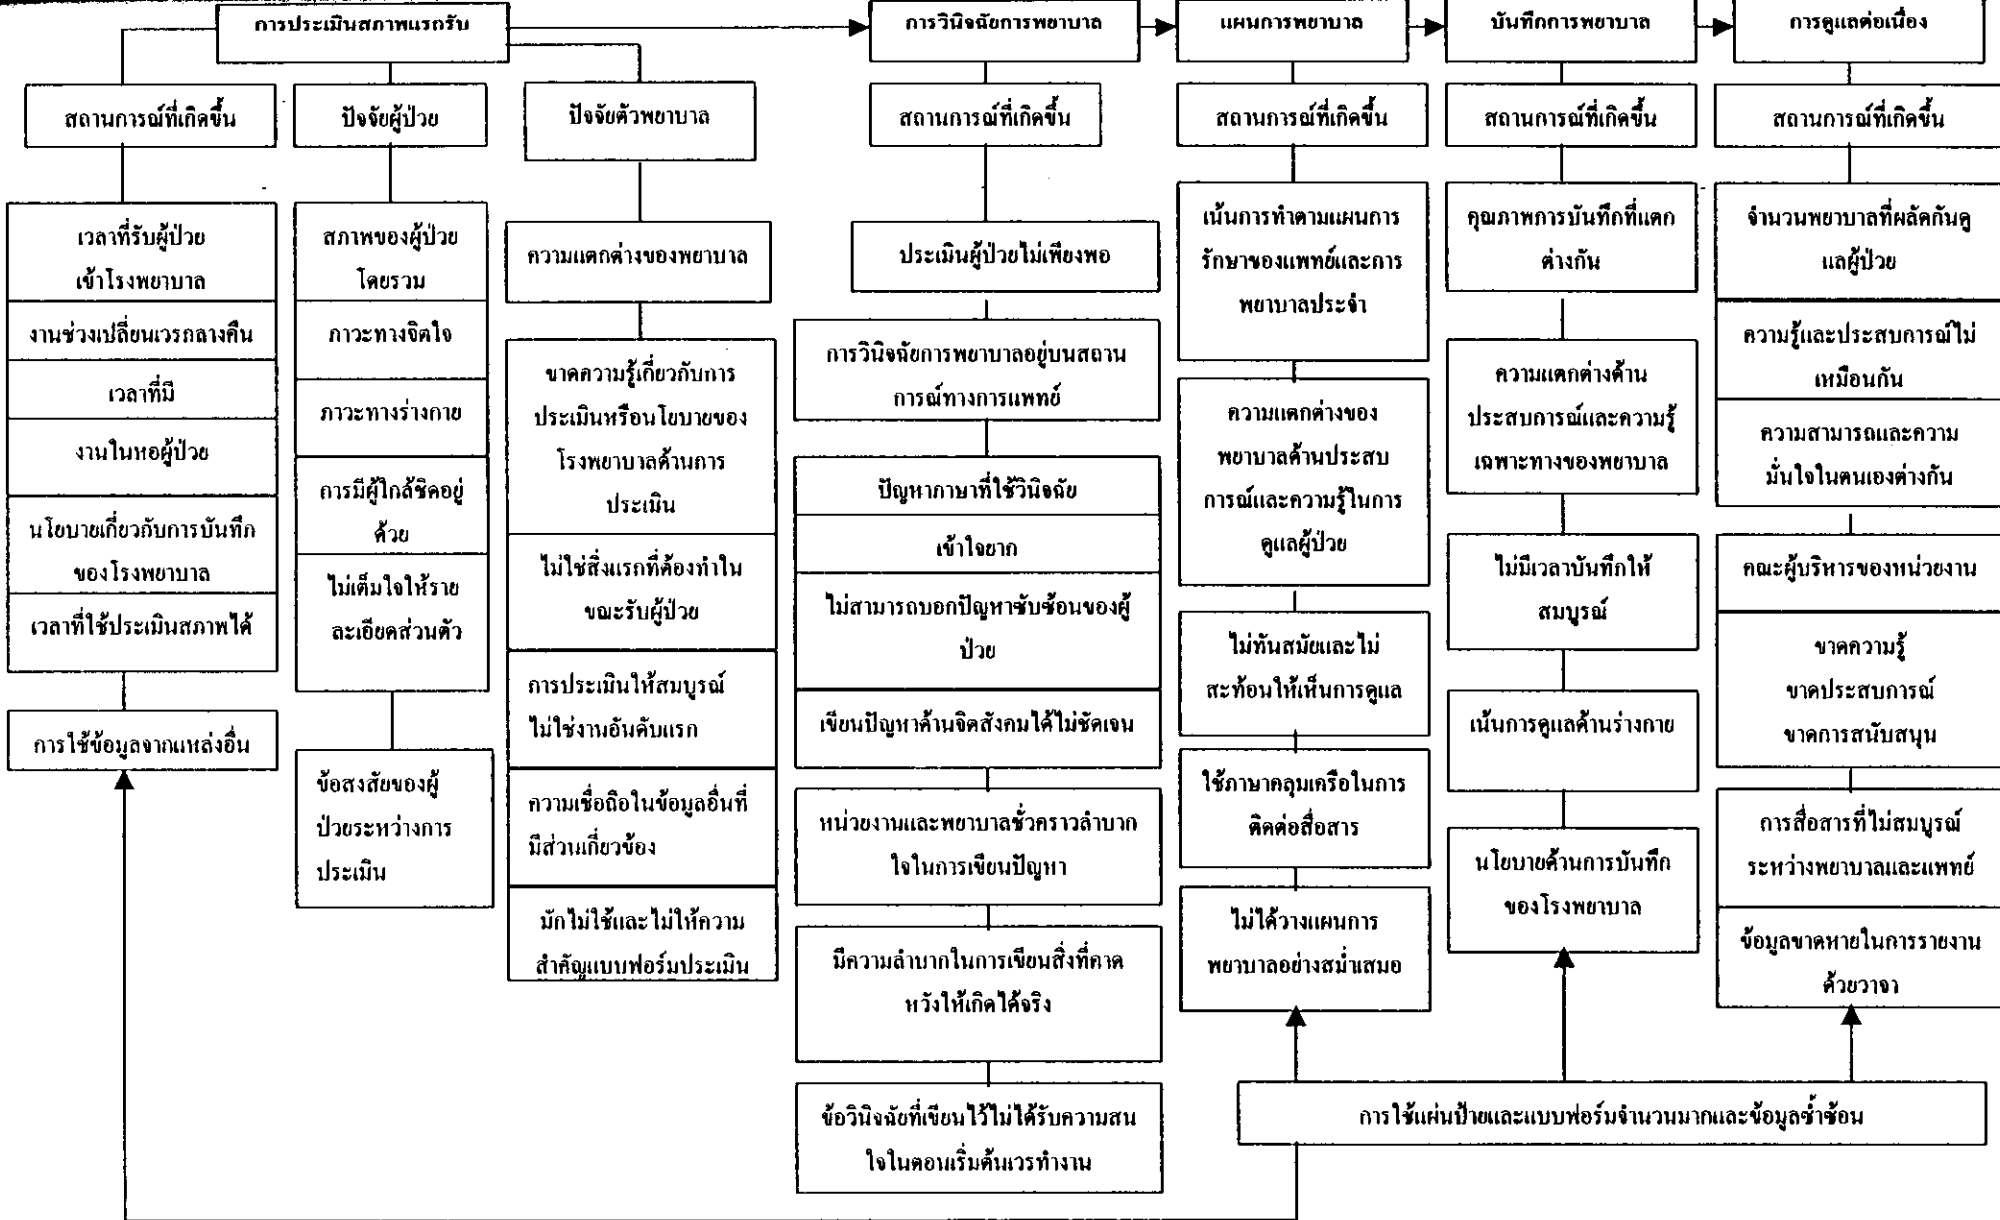 การประเมินสภาพแรกรับ
การวินิจฉัยการพยาบาล
แผนการพยาบาล
บันทึกการพยาบาล
การดูแลต่อเนื่อง
สถานการณ์ที่เกิดขึ้น
ปัจจัยผู้ป่วย
ปัจจัยตัวพยาบาล
สถานการณ์ที่เกิดขึ้น
สถานการณ์ที่เกิดขึ้น
สถานการณ์ที่เกิดขึ้น
สถานการณ์ที่เกิดขึ้น
เวลาที่รับผู้ป่วย
เข้าโรงพยาบาล
งานช่วงเปลี่ยนเวรกลางคืน
เวลาที่มี
งานในหอผู้ป่วย
นโยบายเกี่ยวกับการบันทึก
ของโรงพยาบาล
เวลาที่ใช้ประเมินสภาพได้
การใช้ข้อมูลจากแหล่งอื่น
สภาพของผู้ป่วย
โดยรวม
ภาวะทางจิตใจ
ภาวะทางร่างกาย
การมีผู้ใกล้ชิดอยู่
ด้วย
ไม่เต็มใจให้ราย
ละเอียดส่วนตัว
ข้อสงสัยของผู้
ป่วยระหว่างการ
ประเมิน
ความแตกต่างของพยาบาล
ขาดความรู้เกี่ยวกับการ
ประเมินหรือนโยบายของ
โรงพยาบาลด้านการ
ประเมิน
ไม่ใช่สิ่งแรกที่ต้องทำใน
ขณะรับผู้ป่วย
การประเมินให้สมบูรณ์
ไม่ใช่งานอันดับแรก
ความเชื่อถือในข้อมูลอื่นที่
มีส่วนเกี่ยวข้อง
มักไม่ใช้และไม่ให้ความ
สำคัญแบบฟอร์มประเมิน
ประเมินผู้ป่วยไม่เพียงพอ
การวินิจฉัยการพยาบาลอยู่บนสถาน
การณ์ทางการแพทย์
ปัญหาภาษาที่ใช้วินิจฉัย
เข้าใจยาก
ไม่สามารถบอกปัญหาซับซ้อนของผู้
ป่วย
เขียนปัญหาด้านจิตสังคมได้ไม่ชัดเจน
หน่วยงานและพยาบาลชั่วคราวลำบาก
ใจในการเขียนปัญหา
มีความลำบากในการเขียนสิ่งที่คาด
หวังให้เกิดได้จริง
ข้อวินิจฉัยที่เขียนไว้ไม่ได้รับความสน
ใจในตอนเริ่มต้นเวรทำงาน
เน้นการทำตามแผนการ
รักษาของแพทย์และการ
พยาบาลประจำ
ความแตกต่างของ
พยาบาลด้านประสบ
การณ์และความรู้ในการ
ดูแลผู้ป่วย
ไม่ทันสมัยและไม่
สะท้อนให้เห็นการดูแล
ใช้ภาษาคลุมเครือในการ
ติดต่อสื่อสาร
ไม่ได้วางแผนการ
พยาบาลอย่างสม่ำเสมอ
คุณภาพการบันทึกที่แตก
ต่างกัน
ความแตกต่างด้าน
ประสบการณ์และความรู้
เฉพาะทางของพยาบาล
ไม่มีเวลาบันทึกให้
สมบูรณ์
เน้นการดูแลด้านร่างกาย
นโยบายด้านการบันทึก
ของโรงพยาบาล
จำนวนพยาบาลที่ผลัดกันดู
แลผู้ป่วย
ความรู้และประสบการณ์ไม่
เหมือนกัน
ความสามารถและความ
มั่นใจในตนเองต่างกัน
คณะผู้บริหารของหน่วยงาน
ขาดความรู้
ขาดประสบการณ์
ขาดการสนับสนุน
การสื่อสารที่ไม่สมบูรณ์
ระหว่างพยาบาลและแพทย์
ข้อมูลขาดหายในการรายงาน
ด้วยวาจา
การใช้แผ่นป้ายและแบบฟอร์มจำนวนมากและข้อมูลซ้ำซ้อน